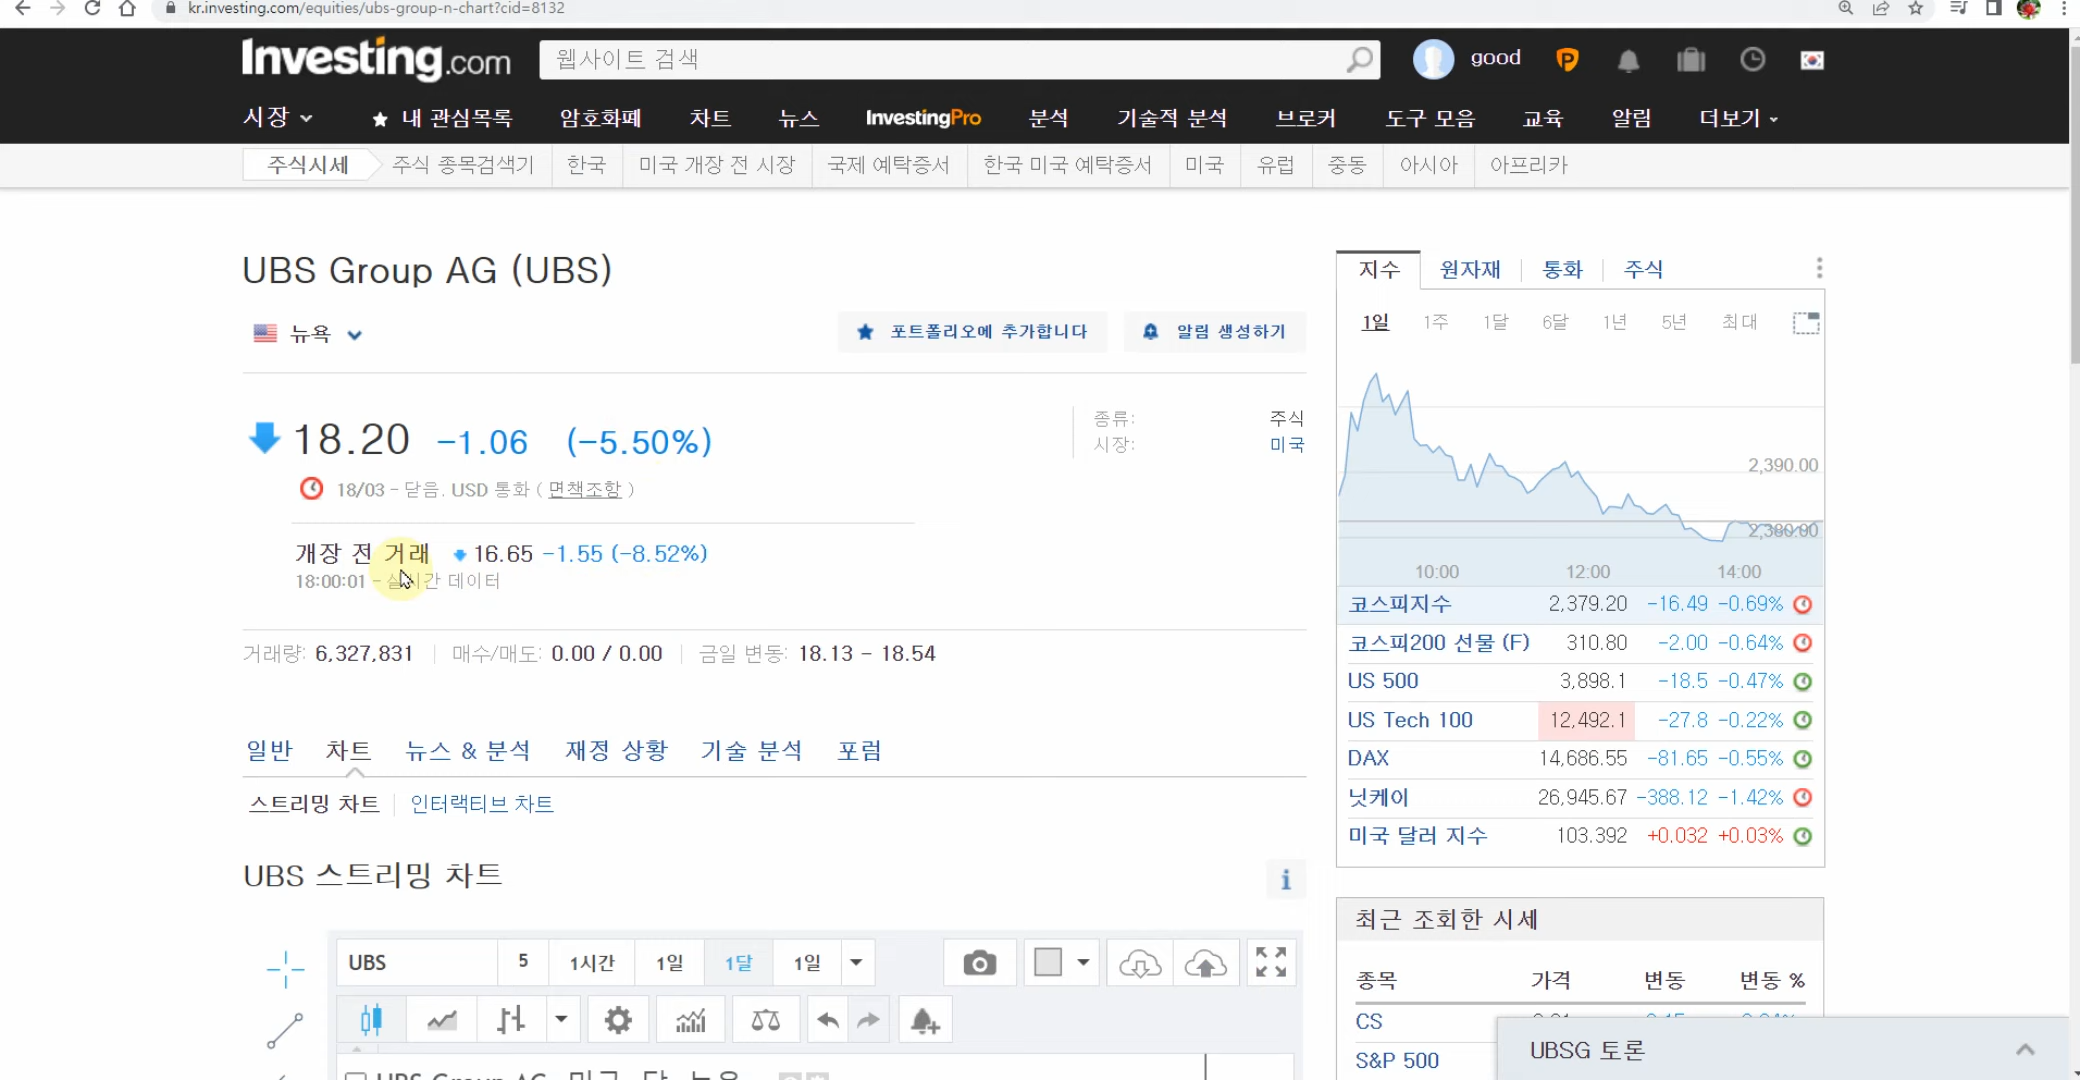 kr.investing.com/equities/ubs-group-n-chart?cid=8132
Investing.com
웹사이트 검색
good
시장
내 관심목록
암호화폐
차트
뉴스
InvestingPro
분석
기술적 분석
브로커
도구 모음
교육
알림
더보기
주식시세
주식 종목검색기
한국
미국 개장 전 시장
국제 예탁증서
한국 미국 예탁증서
미국
유럽
중동
아시아
아프리카
UBS Group AG (UBS)
뉴욕
포트폴리오에 추가합니다
알림 생성하기
18.20 -1.06 (-5.50%)
18/03 - 닫음. USD 통화 ( 면책조항 )
종류: 주식
시장: 미국
개장 전 거래 16.65 -1.55 (-8.52%)
18:00:01 - 실시간 데이터
거래량: 6,327,831 매수/매도: 0.00 / 0.00 금일 변동: 18.13 - 18.54
일반 차트 뉴스 & 분석 재정 상황 기술 분석 포럼
스트리밍 차트 인터랙티브 차트
UBS 스트리밍 차트
i
UBS 5 1시간 1일 1달 1일
지수 원자재 통화 주식
1일 1주 1달 6달 1년 5년 최대
2,390.00
2,380.00
10:00 12:00 14:00
코스피지수 2,379.20 -16.49 -0.69%
코스피200 선물 (F) 310.80 -2.00 -0.64%
US 500 3,898.1 -18.5 -0.47%
US Tech 100 12,492.1 -27.8 -0.22%
DAX 14,686.55 -81.65 -0.55%
닛케이 26,945.67 -388.12 -1.42%
미국 달러 지수 103.392 +0.032 +0.03%
최근 조회한 시세
종목 가격 변동 변동 %
CS
S&P 500
UBSG 토론